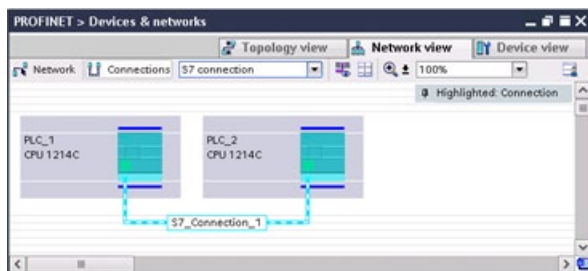 PROFINET > Devices & networks
Topology view Network view Device view
Network Connections S7 connection 100%
Highlighted: Connection
PLC_1 PLC_2
CPU 1214C CPU 1214C
S7_Connection_1